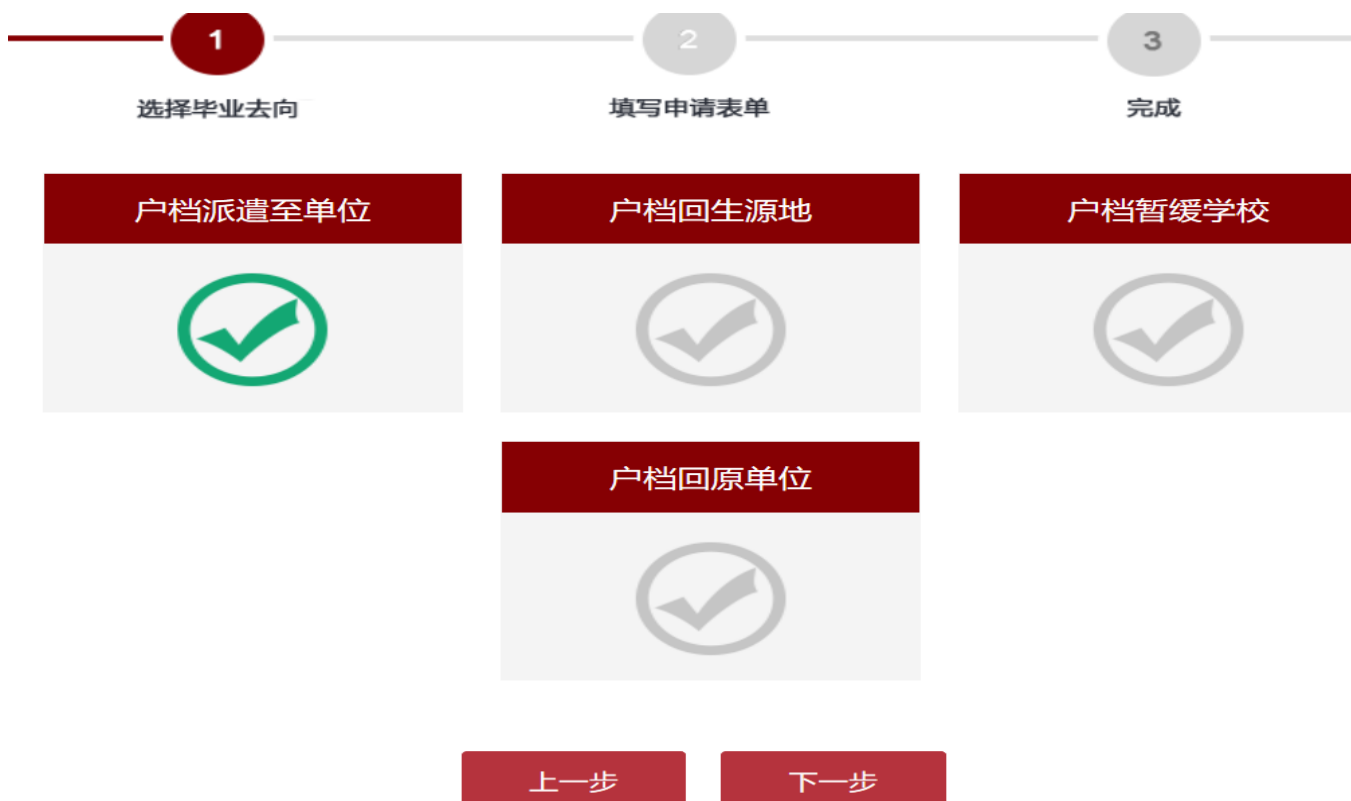 1
2
3
选择毕业去向
填写申请表单
完成
户档派遣至单位
户档回生源地
户档暂缓学校
户档回原单位
上一步
下一步